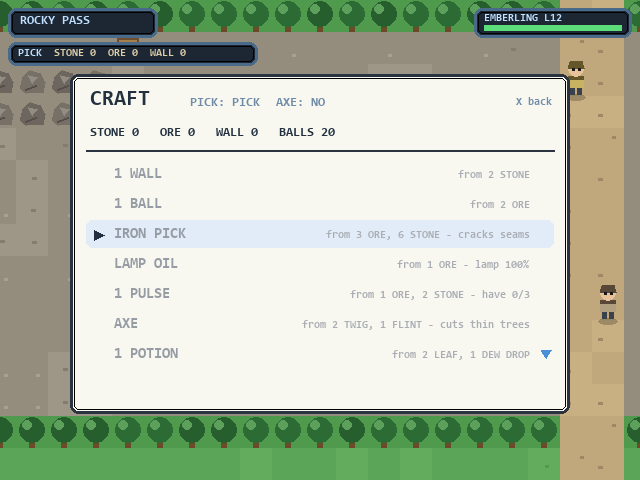 ROCKY PASS
EMBERLING L12
PICK STONE 0 ORE 0 WALL 0
CRAFT PICK: PICK AXE: NO X back
STONE 0 ORE 0 WALL 0 BALLS 20
1 WALL from 2 STONE
1 BALL from 2 ORE
IRON PICK from 3 ORE, 6 STONE - cracks seams
LAMP OIL from 1 ORE - lamp 100%
1 PULSE from 1 ORE, 2 STONE - have 0/3
AXE from 2 TWIG, 1 FLINT - cuts thin trees
1 POTION from 2 LEAF, 1 DEW DROP